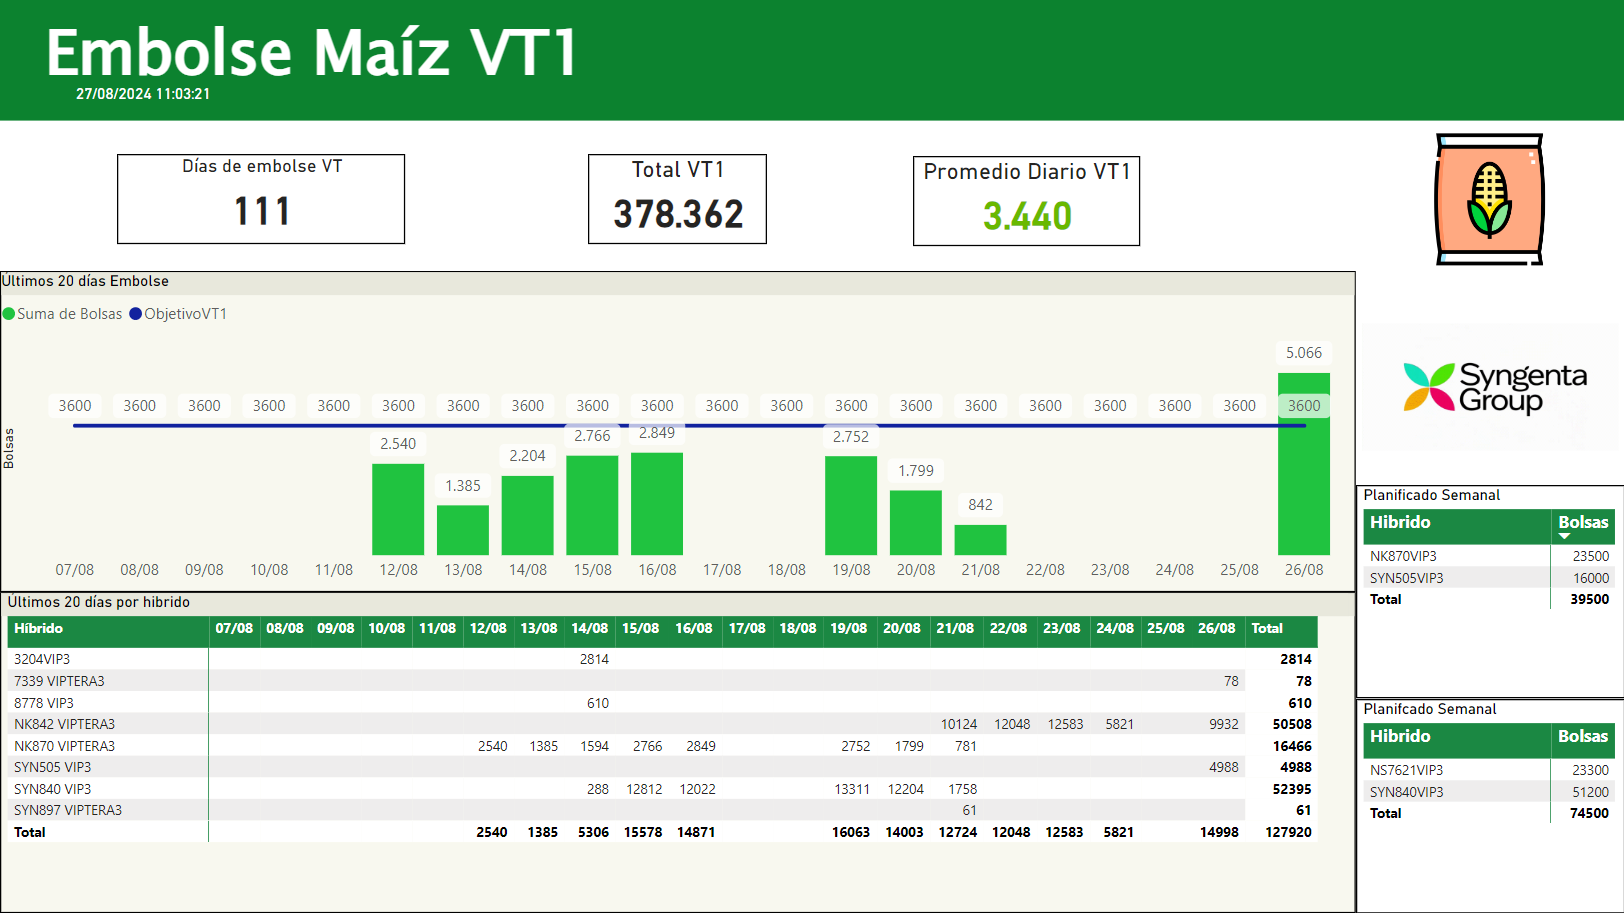 Embolse Maíz VT1
27/08/2024 11:03:21
Días de embolse VT
111
Total VT1
378.362
Promedio Diario VT1
3.440
Últimos 20 días Embolse
Suma de Bolsas ObjetivoVT1
Bolsas
5.066
3600 3600 3600 3600 3600 3600 3600 3600 3600 3600 3600 3600 3600 3600 3600 3600 3600 3600 3600 3600
2.540 1.385 2.204 2.766 2.849 2.752 1.799 842
07/08 08/08 09/08 10/08 11/08 12/08 13/08 14/08 15/08 16/08 17/08 18/08 19/08 20/08 21/08 22/08 23/08 24/08 25/08 26/08
Syngenta
Group
Últimos 20 días por hibrido
Híbrido 07/08 08/08 09/08 10/08 11/08 12/08 13/08 14/08 15/08 16/08 17/08 18/08 19/08 20/08 21/08 22/08 23/08 24/08 25/08 26/08 Total
3204VIP3 2814 2814
7339 VIPTERA3 78 78
8778 VIP3 610 610
NK842 VIPTERA3 10124 12048 12583 5821 9932 50508
NK870 VIPTERA3 2540 1385 1594 2766 2849 2752 1799 781 16466
SYN505 VIP3 4988 4988
SYN840 VIP3 288 12812 12022 13311 12204 1758 52395
SYN897 VIPTERA3 61 61
Total 2540 1385 5306 15578 14871 16063 14003 12724 12048 12583 5821 14998 127920
Planificado Semanal
Hibrido Bolsas
NK870VIP3 23500
SYN505VIP3 16000
Total 39500
Planifcado Semanal
Hibrido Bolsas
NS7621VIP3 23300
SYN840VIP3 51200
Total 74500